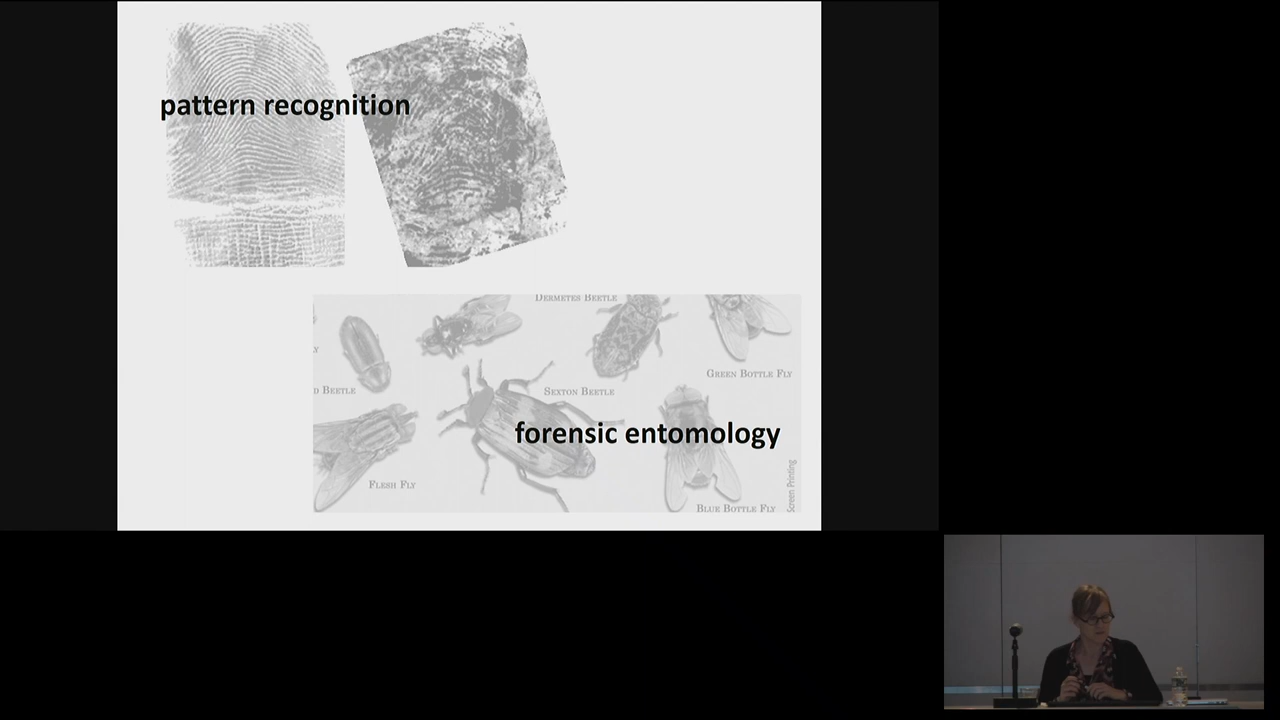 pattern recognition
Dermetes Beetle
Green Bottle Fly
d Beetle
Sexton Beetle
forensic entomology
Flesh Fly
Blue Bottle Fly
Screen Printing